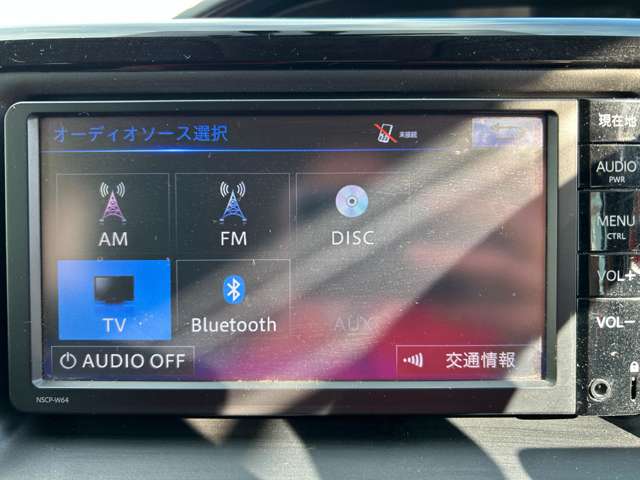 オーディオソース選択
未接続
現在地
AUDIO
PWR
AM
FM
DISC
MENU
CTRL
TV
Bluetooth
AUX
VOL+
VOL−
AUDIO OFF
交通情報
NSCP-W64